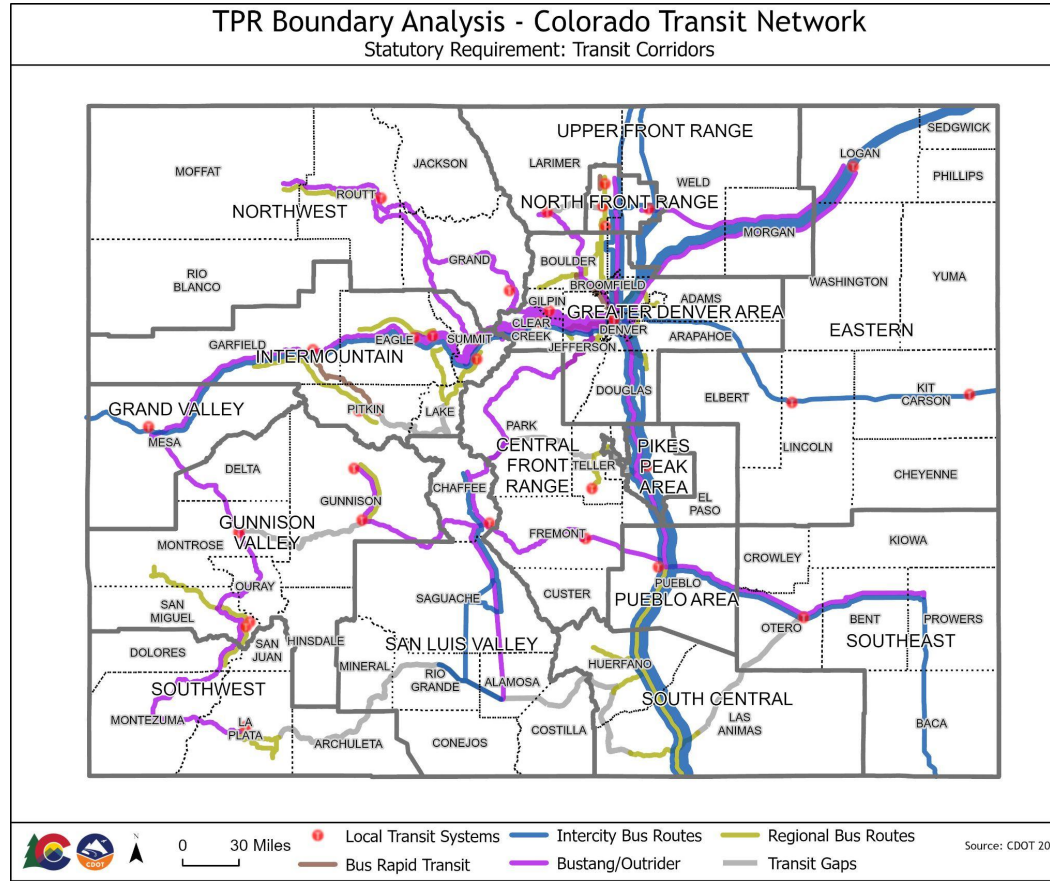 TPR Boundary Analysis - Colorado Transit Network
Statutory Requirement: Transit Corridors
UPPER FRONT RANGE
SEDGWICK
LOGAN
MOFFAT
JACKSON
LARIMER
WELD
PHILLIPS
ROUTT
NORTHWEST
NORTH FRONT RANGE
MORGAN
GRAND
BOULDER
RIO
BLANCO
BROOMFIELD
WASHINGTON
YUMA
GILPIN
ADAMS
GREATER DENVER AREA
CLEAR
CREEK
DENVER
ARAPAHOE
EASTERN
GARFIELD
EAGLE
SUMMIT
JEFFERSON
INTERMOUNTAIN
DOUGLAS
ELBERT
KIT
CARSON
GRAND VALLEY
PITKIN
LAKE
MESA
PARK
CENTRAL
FRONT
RANGE
TELLER
PIKES
PEAK
AREA
LINCOLN
DELTA
CHEYENNE
GUNNISON
CHAFFEE
EL
PASO
GUNNISON
VALLEY
MONTROSE
FREMONT
KIOWA
CROWLEY
OURAY
PUEBLO
PUEBLO AREA
SAGUACHE
CUSTER
SAN
MIGUEL
OTERO
BENT
PROWERS
SOUTHEAST
DOLORES
SAN
JUAN
HINSDALE
SAN LUIS VALLEY
MINERAL
HUERFANO
RIO
GRANDE
ALAMOSA
SOUTHWEST
SOUTH CENTRAL
MONTEZUMA
LA
PLATA
ARCHULETA
CONEJOS
COSTILLA
LAS
ANIMAS
BACA
CDOT
N
0 30 Miles
Local Transit Systems
Intercity Bus Routes
Regional Bus Routes
Bus Rapid Transit
Bustang/Outrider
Transit Gaps
Source: CDOT 20